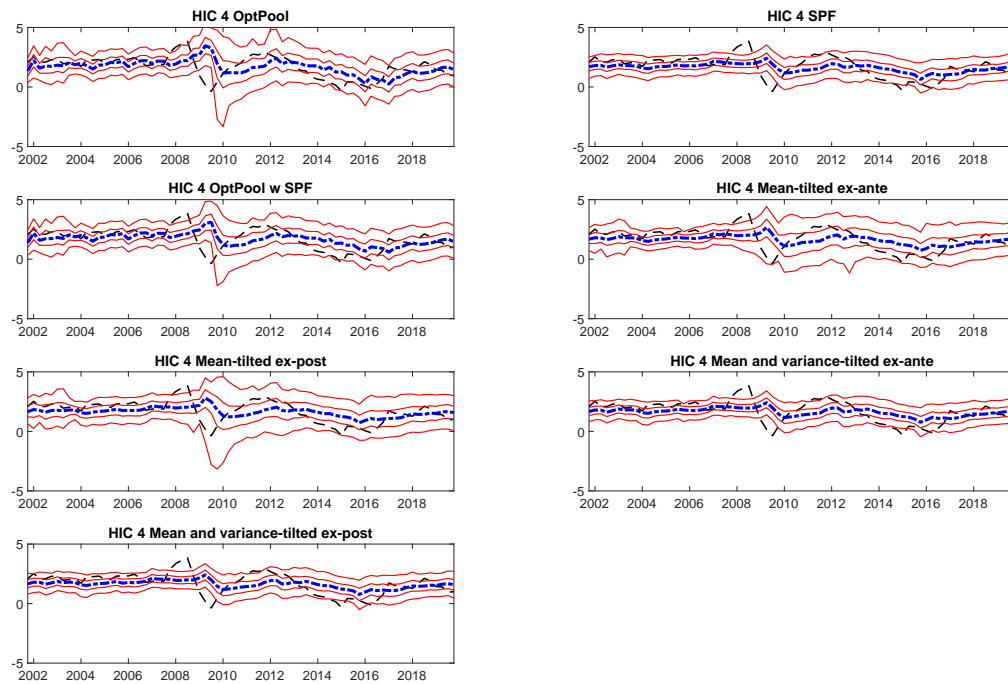 HIC 4 OptPool
5
0
-5
2002 2004 2006 2008 2010 2012 2014 2016 2018
HIC 4 SPF
5
0
-5
2002 2004 2006 2008 2010 2012 2014 2016 2018
HIC 4 OptPool w SPF
5
0
-5
2002 2004 2006 2008 2010 2012 2014 2016 2018
HIC 4 Mean-tilted ex-ante
5
0
-5
2002 2004 2006 2008 2010 2012 2014 2016 2018
HIC 4 Mean-tilted ex-post
5
0
-5
2002 2004 2006 2008 2010 2012 2014 2016 2018
HIC 4 Mean and variance-tilted ex-ante
5
0
-5
2002 2004 2006 2008 2010 2012 2014 2016 2018
HIC 4 Mean and variance-tilted ex-post
5
0
-5
2002 2004 2006 2008 2010 2012 2014 2016 2018